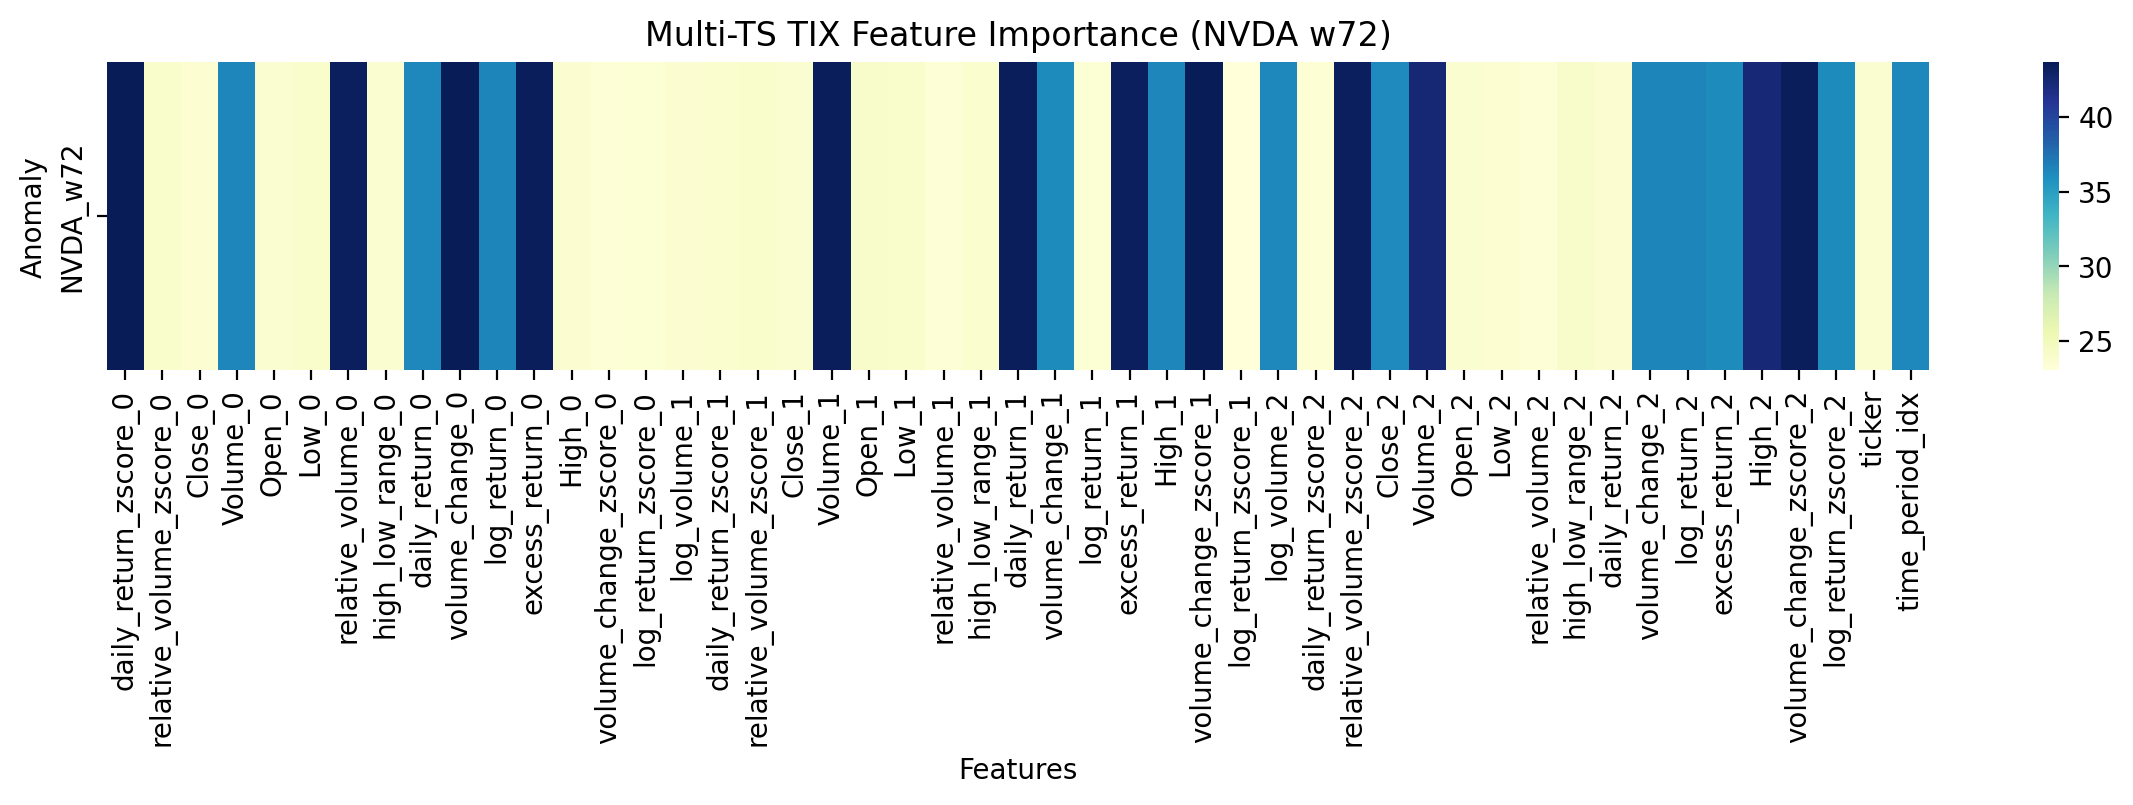 Multi-TS TIX Feature Importance (NVDA w72)
Anomaly
NVDA_w72
40
35
30
25
daily_return_zscore_0
relative_volume_zscore_0
Close_0
Volume_0
Open_0
Low_0
relative_volume_0
high_low_range_0
daily_return_0
volume_change_0
log_return_0
excess_return_0
High_0
volume_change_zscore_0
log_return_zscore_0
log_volume_1
daily_return_zscore_1
relative_volume_zscore_1
Close_1
Volume_1
Open_1
Low_1
relative_volume_1
high_low_range_1
daily_return_1
volume_change_1
log_return_1
excess_return_1
High_1
volume_change_zscore_1
log_return_zscore_1
log_volume_2
daily_return_zscore_2
relative_volume_zscore_2
Close_2
Volume_2
Open_2
Low_2
relative_volume_2
high_low_range_2
daily_return_2
volume_change_2
log_return_2
excess_return_2
High_2
volume_change_zscore_2
log_return_zscore_2
ticker
time_period_idx
Features